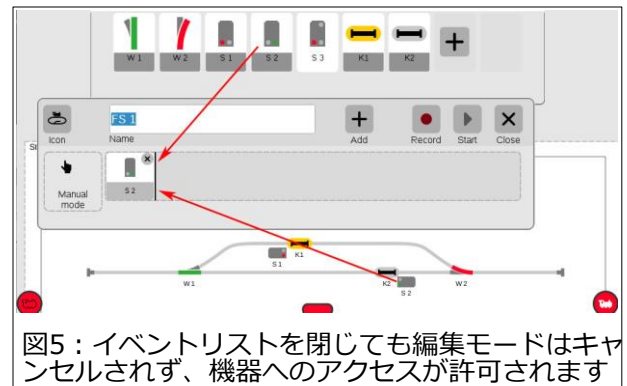 W 1 W 2 S 1 S 2 S 3 K1 K2
FS 1
Icon Name Add Record Start Close
Manual
mode
S 2
S 1 K1
W 1 K2 S 2 W 2
図5：イベントリストを閉じても編集モードはキャ
ンセルされず、機器へのアクセスが許可されます